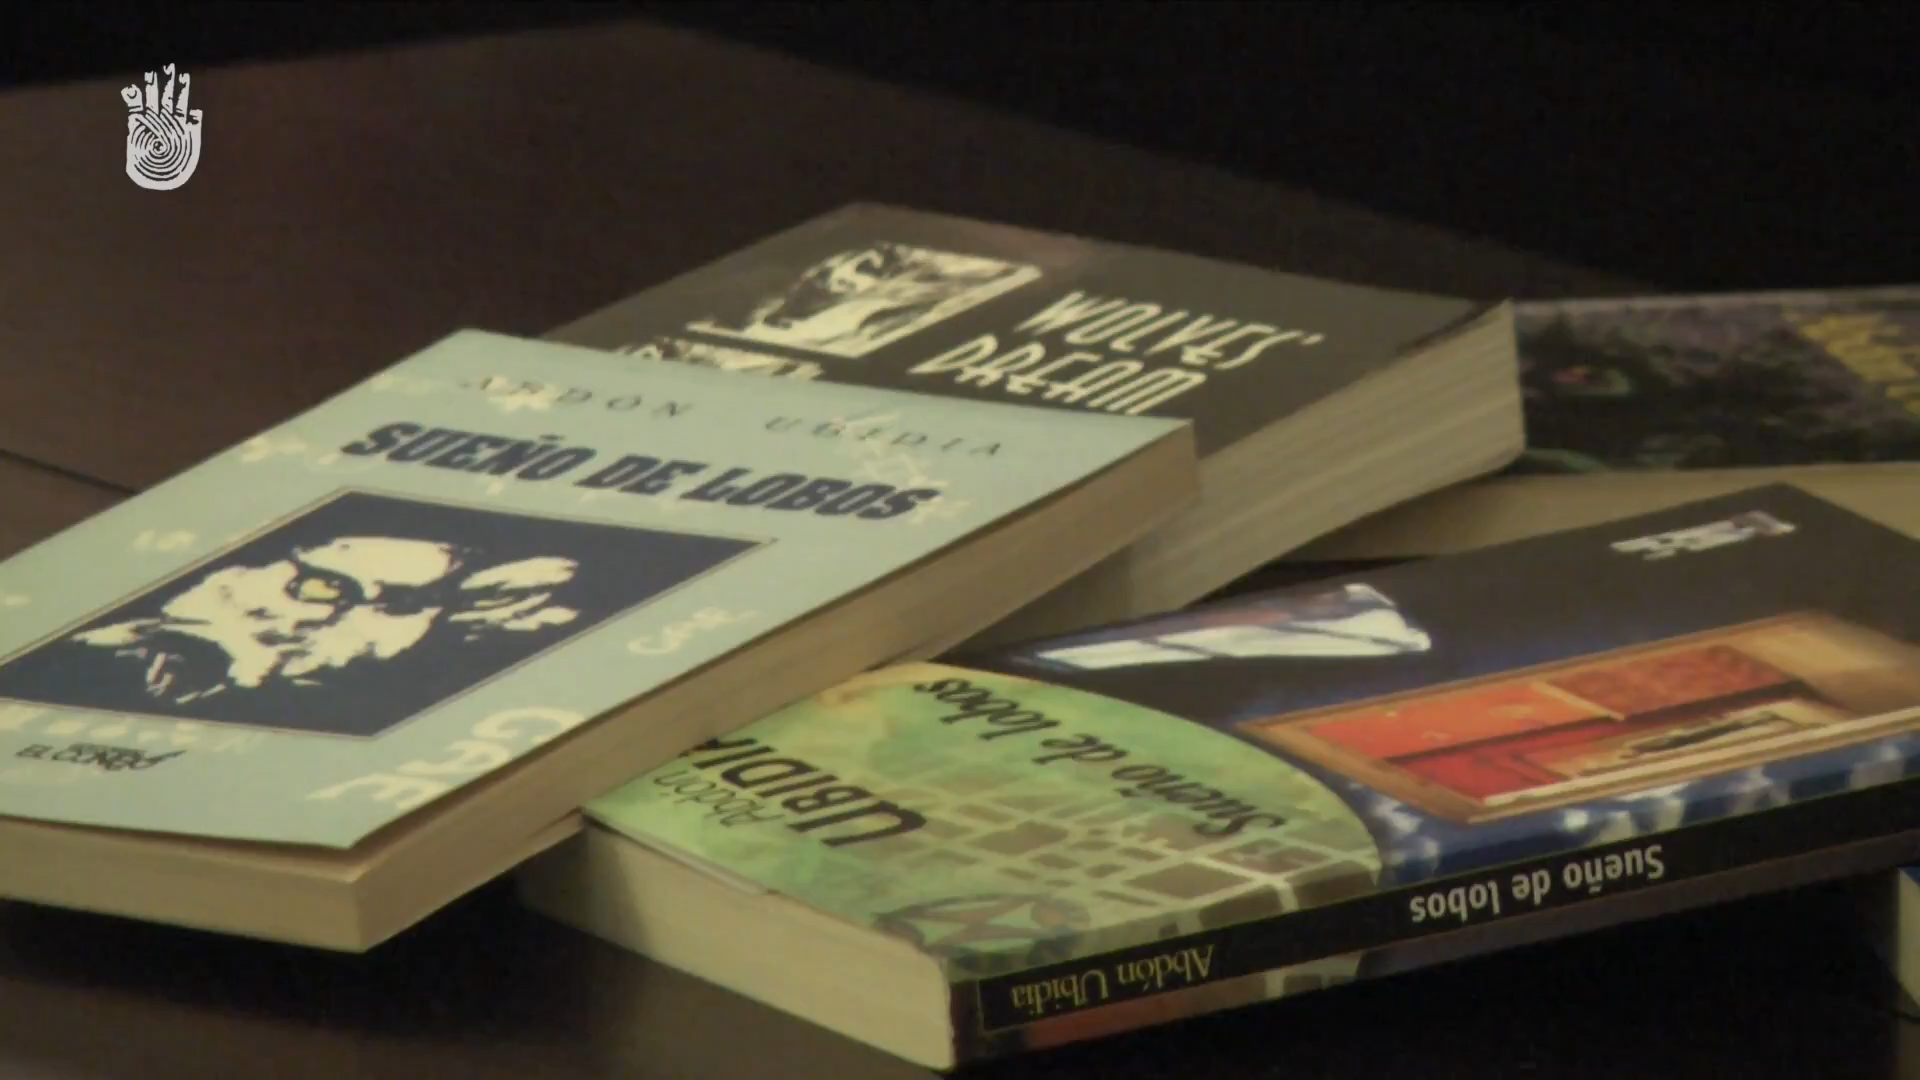 WOLVES'
DREAM
ABDÓN UBIDIA
SUEÑO DE LOBOS
Sueño de lobos
Abdón
UBIDIA
Sueño de lobos
Abdón Ubidia